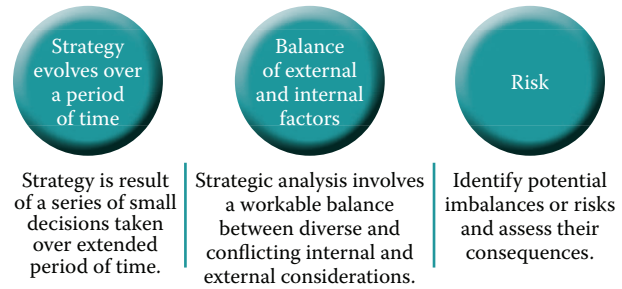 Strategy
evolves over
a period
of time
Balance
of external
and internal
factors
Risk
Strategy is result
of a series of small
decisions taken
over extended
period of time.
Strategic analysis involves
a workable balance
between diverse and
conflicting internal and
external considerations.
Identify potential
imbalances or risks
and assess their
consequences.